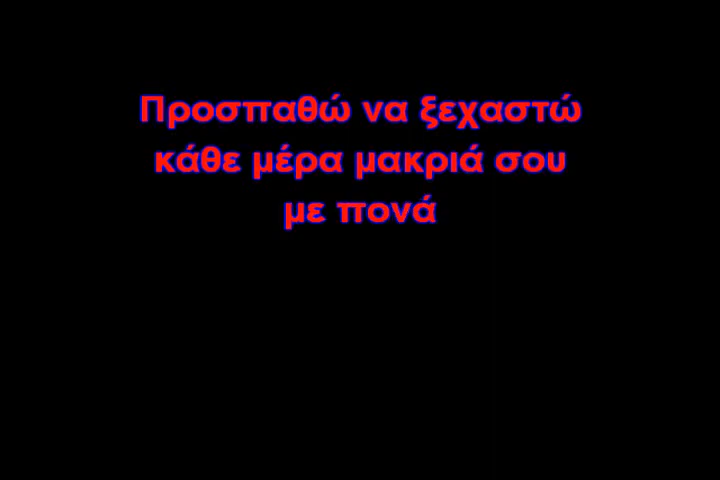 Προσπαθώ να ξεχαστώ
κάθε μέρα μακριά σου
με πονά